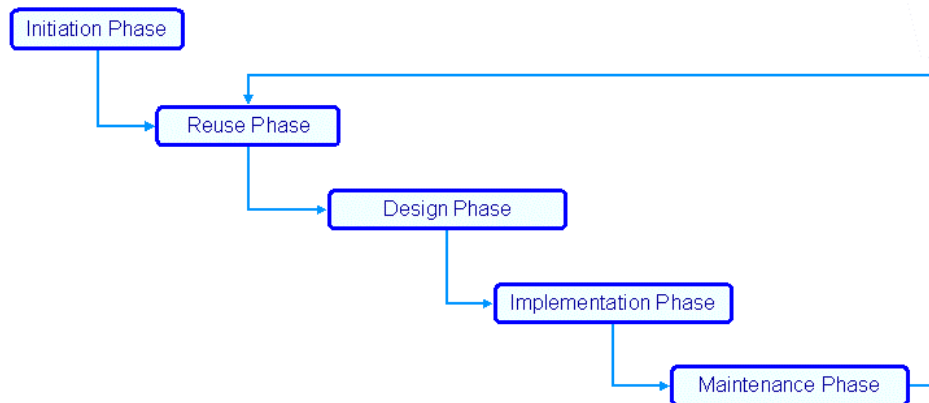 Initiation Phase
Reuse Phase
Design Phase
Implementation Phase
Maintenance Phase